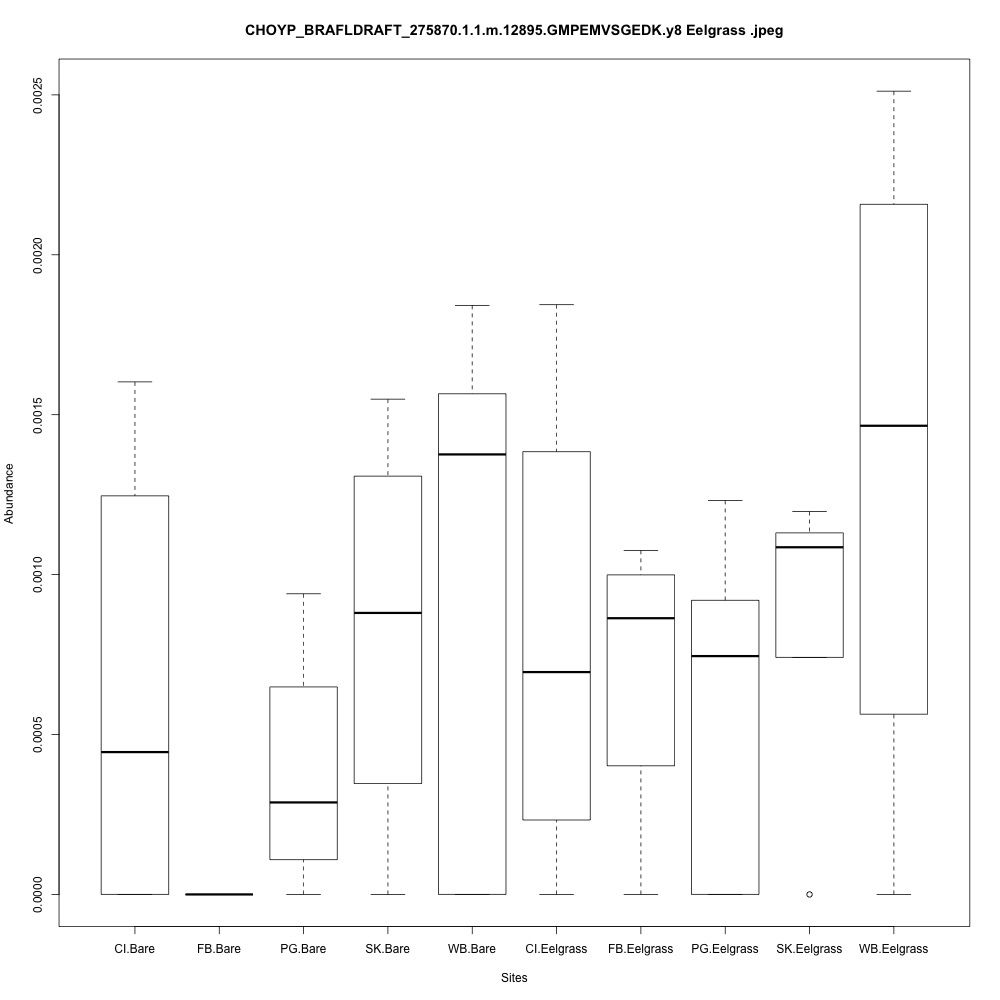 CHOYP_BRAFLDRAFT_275870.1.1.m.12895.GMPEMVSGEDK.y8 Eelgrass .jpeg
0.0025
0.0020
0.0015
0.0010
0.0005
0.0000
Abundance
CI.Bare FB.Bare PG.Bare SK.Bare WB.Bare CI.Eelgrass FB.Eelgrass PG.Eelgrass SK.Eelgrass WB.Eelgrass
Sites